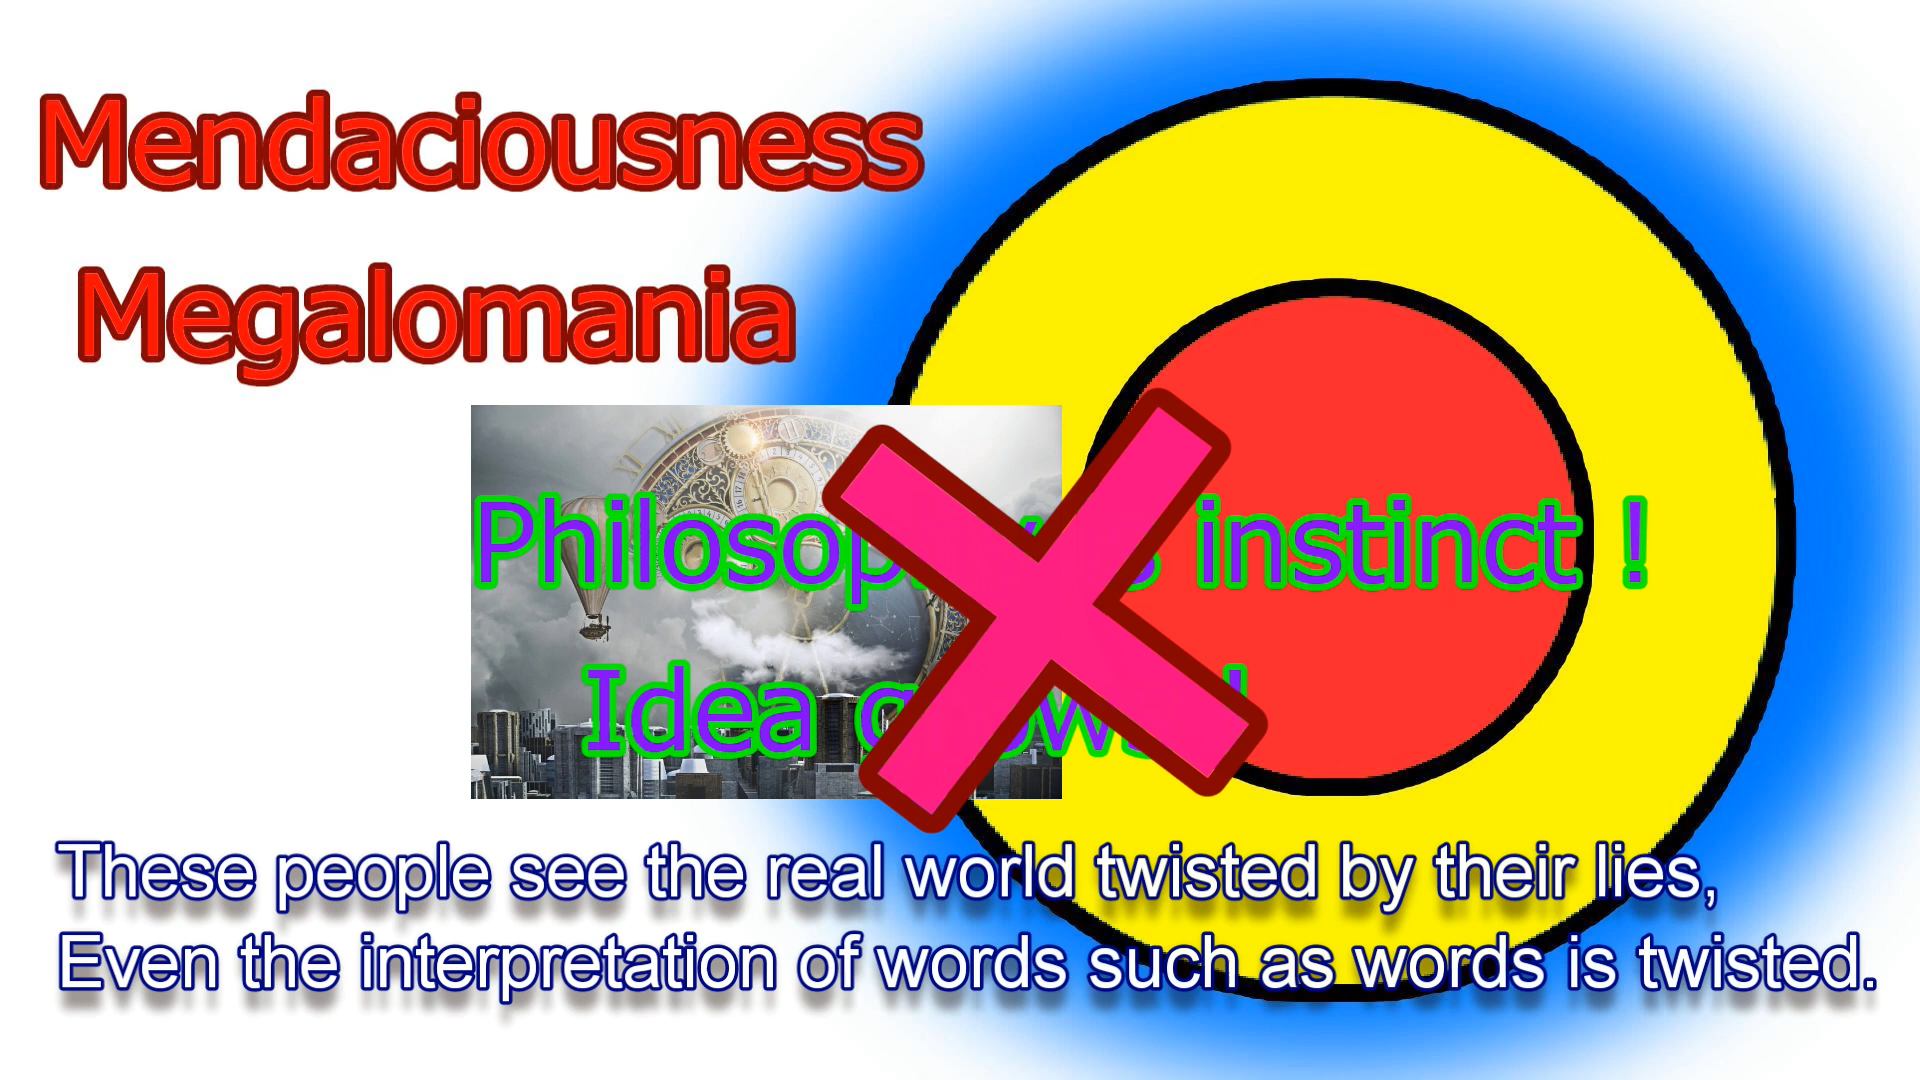 Mendaciousness
Megalomania
instinct !
Idea
These people see the real world twisted by their lies,
Even the interpretation of words such as words is twisted.